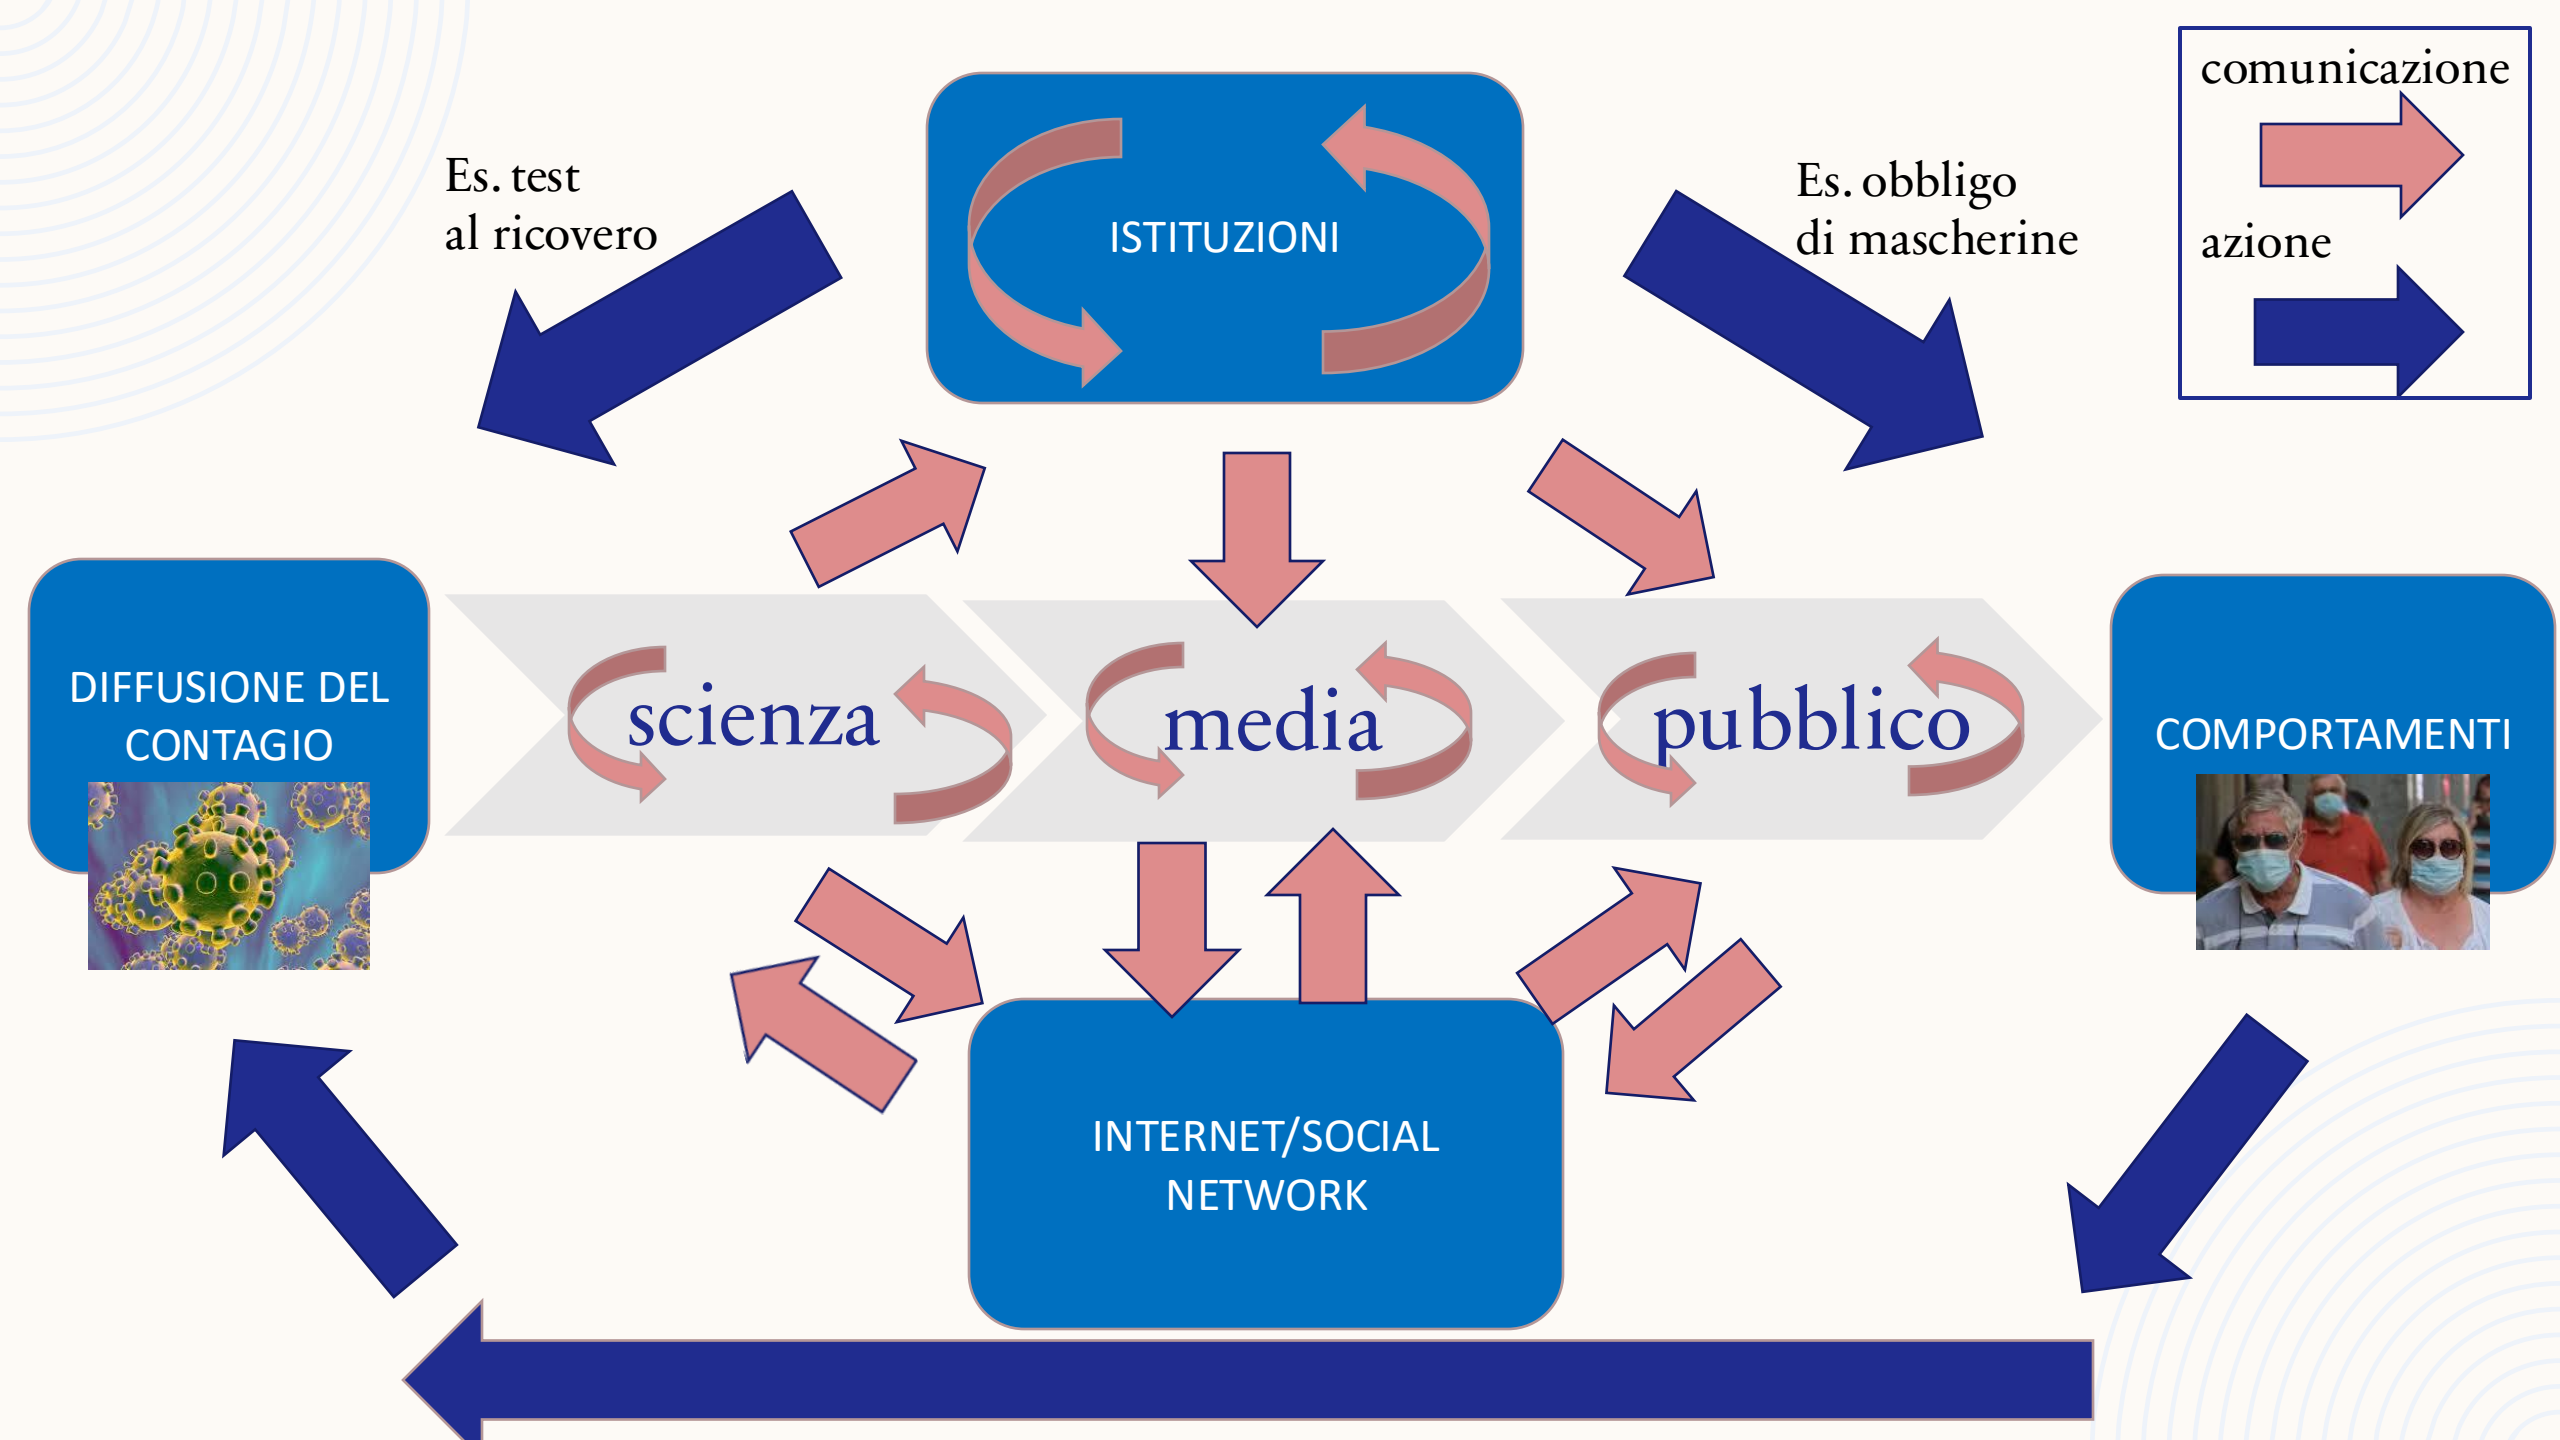 comunicazione
azione
Es. test
al ricovero
ISTITUZIONI
Es. obbligo
di mascherine
DIFFUSIONE DEL
CONTAGIO
scienza
media
pubblico
COMPORTAMENTI
INTERNET/SOCIAL
NETWORK